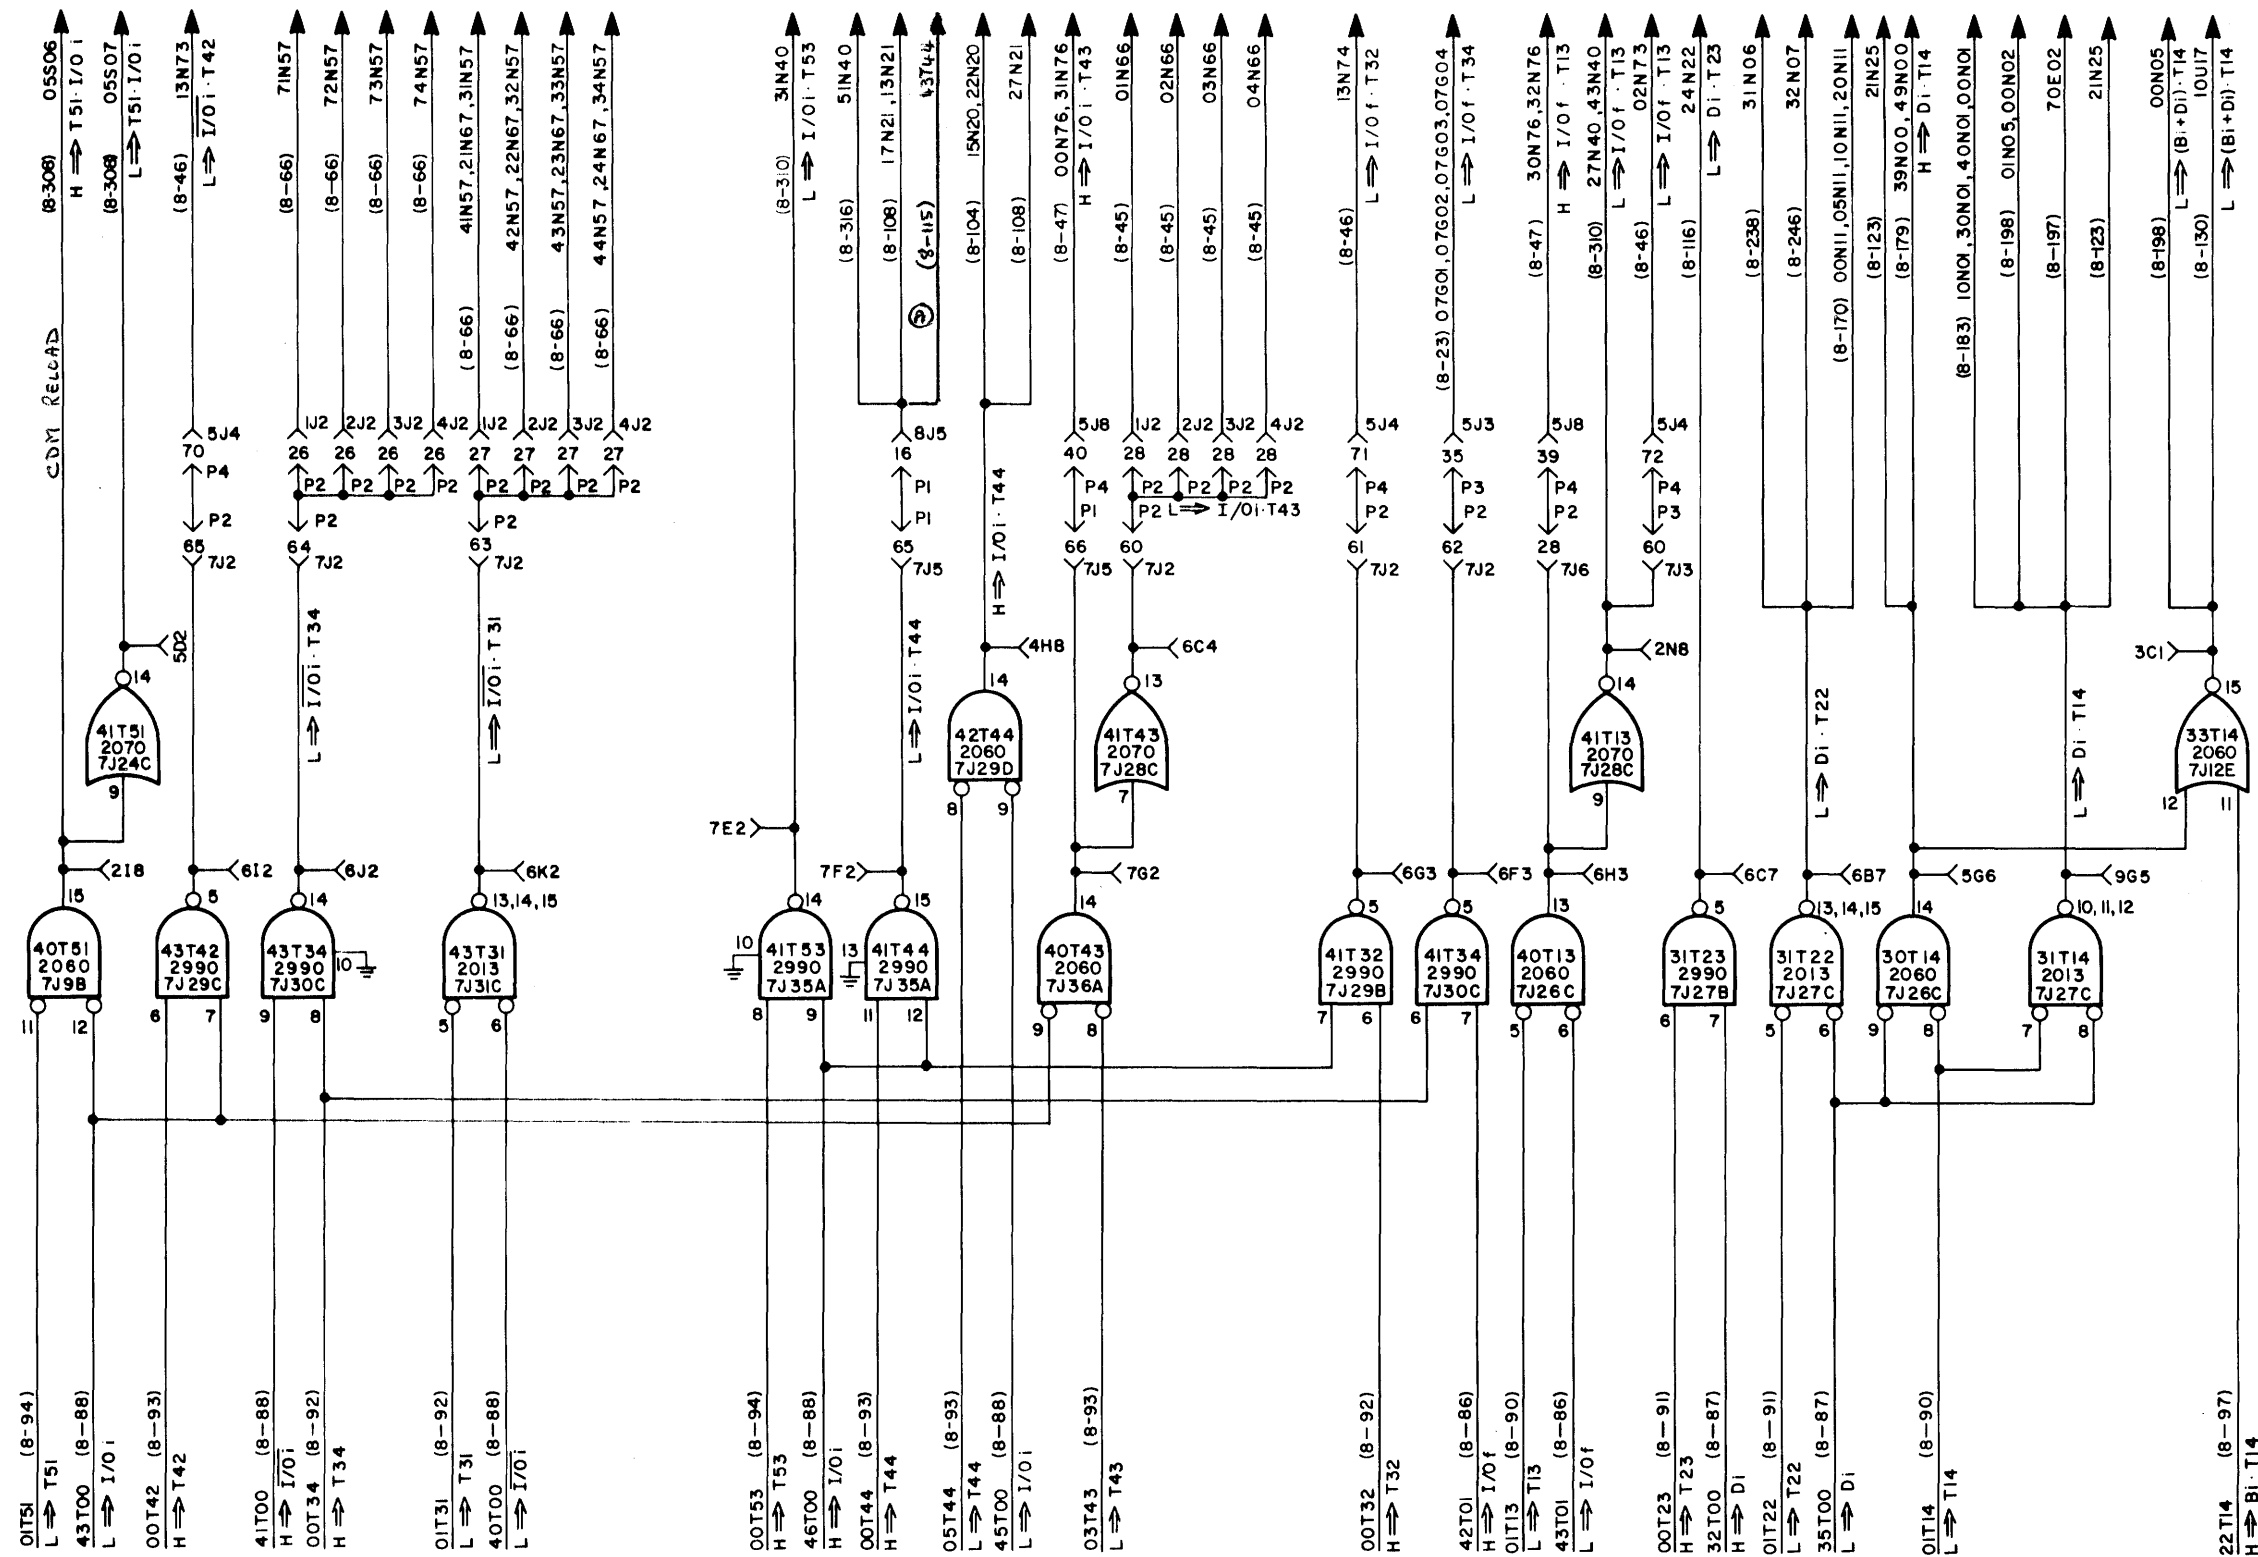 05S06
(8-308)
H ⟹ T51·I/Oi
CDM RELOAD
05S07
(8-308)
L ⟹ T51·I/Oi
13N73
(8-46)
L ⟹ I̅/̅O̅i̅·T42
71N57
(8-66)
72N57
(8-66)
73N57
(8-66)
74N57
(8-66)
41N57,21N67,31N57
(8-66)
42N57,22N67,32N57
(8-66)
43N57,23N67,33N57
(8-66)
44N57,24N67,34N57
(8-66)
31N40
(8-310)
L ⟹ I/Oi·T53
51N40
(8-316)
17N21,13N21
(8-108)
43T44
(8-115)
A
15N20,22N20
(8-104)
27N21
(8-108)
00N76,31N76
(8-47)
H ⟹ I/Oi·T43
01N66
(8-45)
02N66
(8-45)
03N66
(8-45)
04N66
(8-45)
13N74
(8-46)
L ⟹ I/Of·T32
(8-23) 07G01,07G02,07G03,07G04
L ⟹ I/Of·T34
30N76,32N76
(8-47)
H ⟹ I/Of·T13
27N40,43N40
(8-310)
L ⟹ I/Of·T13
02N73
(8-46)
L ⟹ I/Of·T13
24N22
(8-116)
L ⟹ Di·T23
31N06
(8-238)
32N07
(8-246)
(8-170) 00N11,05N11,10N11,20N11
21N25
(8-123)
39N00,49N00
(8-179)
H ⟹ Di·T14
(8-183) 10N01,30N01,40N01,00N01
01N05,00N02
(8-198)
70E02
(8-197)
21N25
(8-123)
00N05
(8-198)
L ⟹ (Bi+Di)·T14
10U17
(8-130)
L ⟹ (Bi+Di)·T14
5J4
70
P4
P2
65
7J2
1J2 2J2 3J2 4J2 1J2 2J2 3J2 4J2
26 26 26 26 27 27 27 27
P2 P2 P2 P2 P2 P2 P2 P2
P2 P2
64 63
7J2 7J2
8J5
16
P1
P1
65
7J5
5J8 1J2 2J2 3J2 4J2
40 28 28 28 28
P4 P2 P2 P2 P2
P1 P2 L ⟹ I/Oi·T43
66 60
7J5 7J2
5J4 5J3 5J8 5J4
71 35 39 72
P4 P3 P4 P4
P2 P2 P2 P3
61 62 28 60
7J2 7J2 7J6 7J3
L ⟹ I̅/̅O̅i̅·T34
L ⟹ I̅/̅O̅i̅·T31
L ⟹ I/Oi·T44
H ⟹ I/Oi·T44
L ⟹ Di·T22
L ⟹ Di·T14
5D2
4H8
6C4
2N8
3C1
14
41T51
2070
7J24C
9
14
42T44
2060
7J29D
8 9
13
41T43
2070
7J28C
7
14
41T13
2070
7J28C
9
15
33T14
2060
7J12E
12 11
7E2
2I8 6I2 6J2 6K2 7F2 7G2 6G3 6F3 6H3 6C7 6B7 5G6 9G5
15
40T51
2060
7J9B
11 12
5
43T42
2990
7J29C
6 7
14
43T34
2990
7J30C
10
9 8
13,14,15
43T31
2013
7J31C
5 6
14
10
41T53
2990
7J35A
8 9
15
13
41T44
2990
7J35A
11 12
14
40T43
2060
7J36A
9 8
5
41T32
2990
7J29B
7 6
5
41T34
2990
7J30C
6 7
13
40T13
2060
7J26C
5 6
5
31T23
2990
7J27B
6 7
13,14,15
31T22
2013
7J27C
5 6
14
30T14
2060
7J26C
9 8
10,11,12
31T14
2013
7J27C
7 8
01T51 (8-94)
L ⟹ T51
43T00 (8-88)
L ⟹ I/Oi
00T42 (8-93)
H ⟹ T42
41T00 (8-88)
H ⟹ I̅/̅O̅i̅
00T34 (8-92)
H ⟹ T34
01T31 (8-92)
L ⟹ T31
40T00 (8-88)
L ⟹ I̅/̅O̅i̅
00T53 (8-94)
H ⟹ T53
46T00 (8-88)
H ⟹ I/Oi
00T44 (8-93)
H ⟹ T44
05T44 (8-93)
L ⟹ T44
45T00 (8-88)
L ⟹ I/Oi
03T43 (8-93)
L ⟹ T43
00T32 (8-92)
H ⟹ T32
42T01 (8-86)
H ⟹ I/Of
01T13 (8-90)
L ⟹ T13
43T01 (8-86)
L ⟹ I/Of
00T23 (8-91)
H ⟹ T23
32T00 (8-87)
H ⟹ Di
01T22 (8-91)
L ⟹ T22
35T00 (8-87)
L ⟹ Di
01T14 (8-90)
L ⟹ T14
22T14 (8-97)
H ⟹ Bi·T14